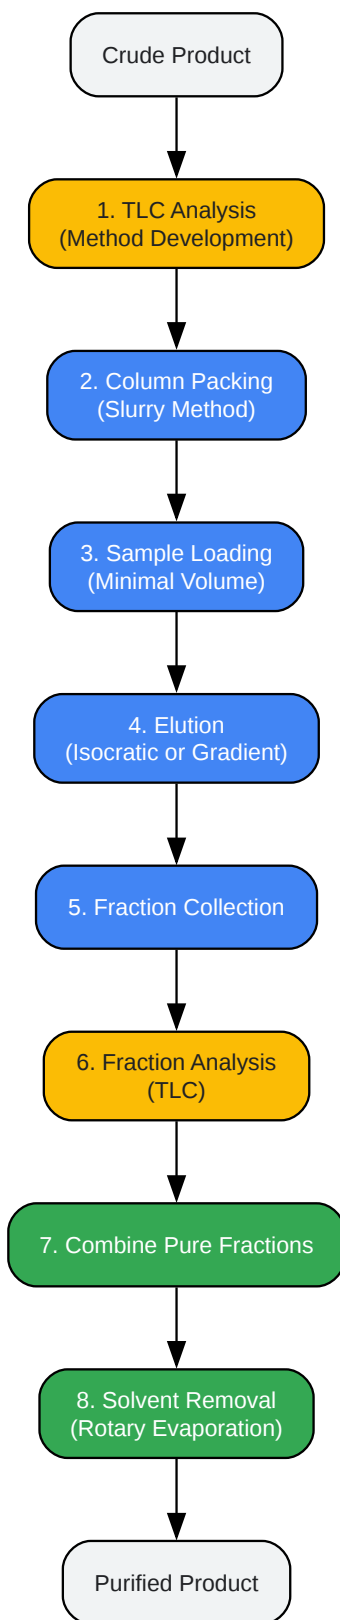 Crude Product
1. TLC Analysis
(Method Development)
2. Column Packing
(Slurry Method)
3. Sample Loading
(Minimal Volume)
4. Elution
(Isocratic or Gradient)
5. Fraction Collection
6. Fraction Analysis
(TLC)
7. Combine Pure Fractions
8. Solvent Removal
(Rotary Evaporation)
Purified Product